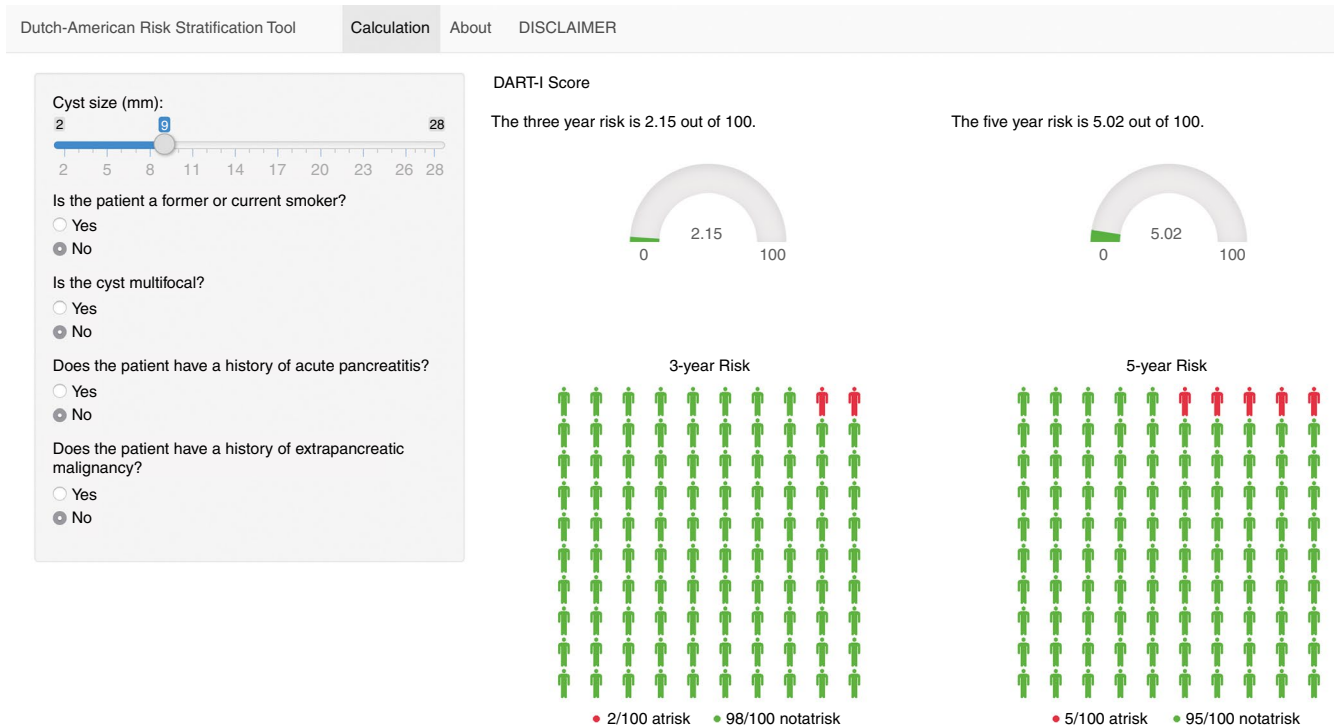 Dutch-American Risk Stratification Tool
Calculation
About
DISCLAIMER
Cyst size (mm):
2
9
28
2 5 8 11 14 17 20 23 26 28
Is the patient a former or current smoker?
Yes
No
Is the cyst multifocal?
Yes
No
Does the patient have a history of acute pancreatitis?
Yes
No
Does the patient have a history of extrapancreatic
malignancy?
Yes
No
DART-I Score
The three year risk is 2.15 out of 100.
2.15
0 100
3-year Risk
2/100 atrisk 98/100 notatrisk
The five year risk is 5.02 out of 100.
5.02
0 100
5-year Risk
5/100 atrisk 95/100 notatrisk